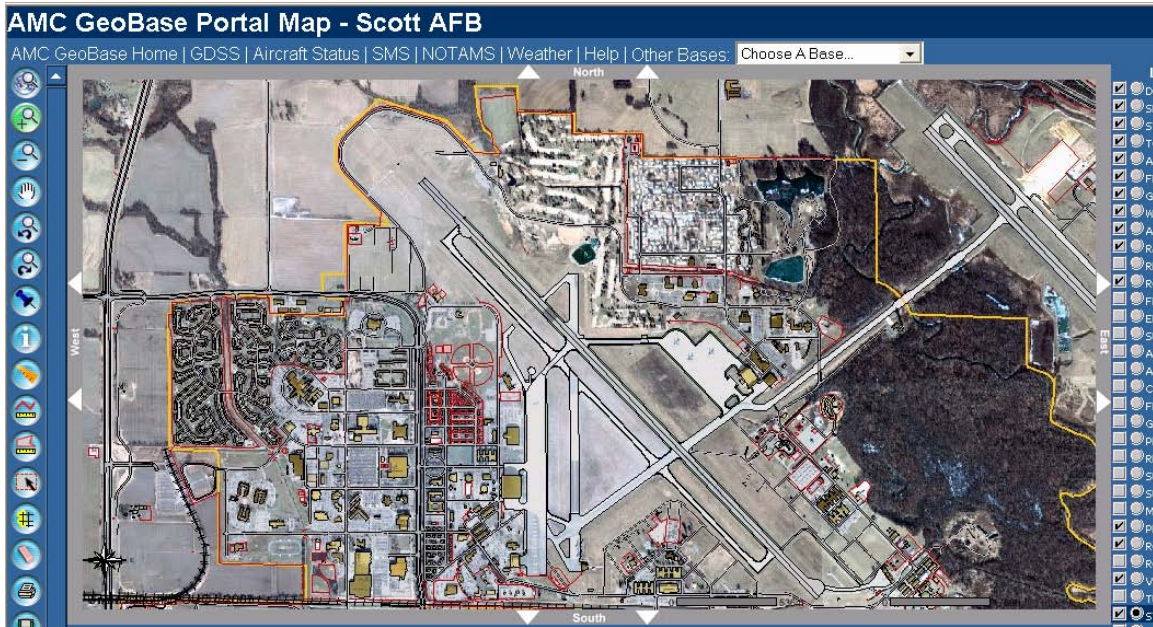 AMC GeoBase Portal Map - Scott AFB
AMC GeoBase Home | GDSS | Aircraft Status | SMS | NOTAMS | Weather | Help | Other Bases: Choose A Base...
North
West
East
South